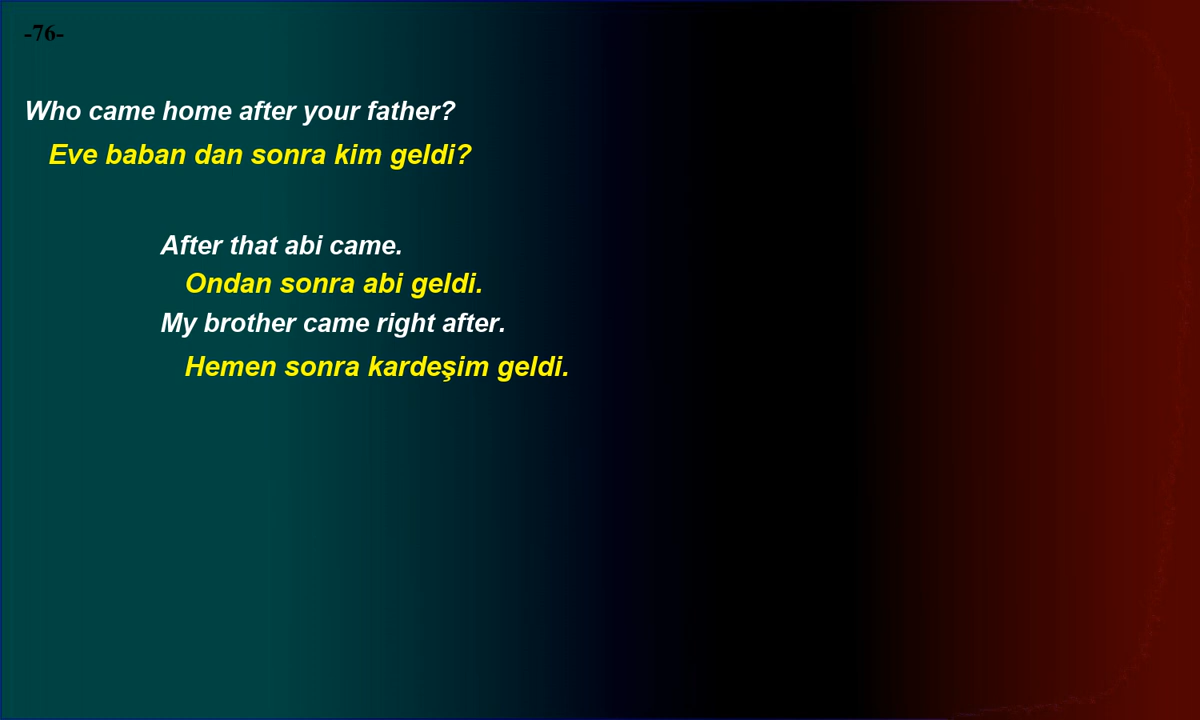 -76-
Who came home after your father?
Eve baban dan sonra kim geldi?
After that abi came.
Ondan sonra abi geldi.
My brother came right after.
Hemen sonra kardeşim geldi.